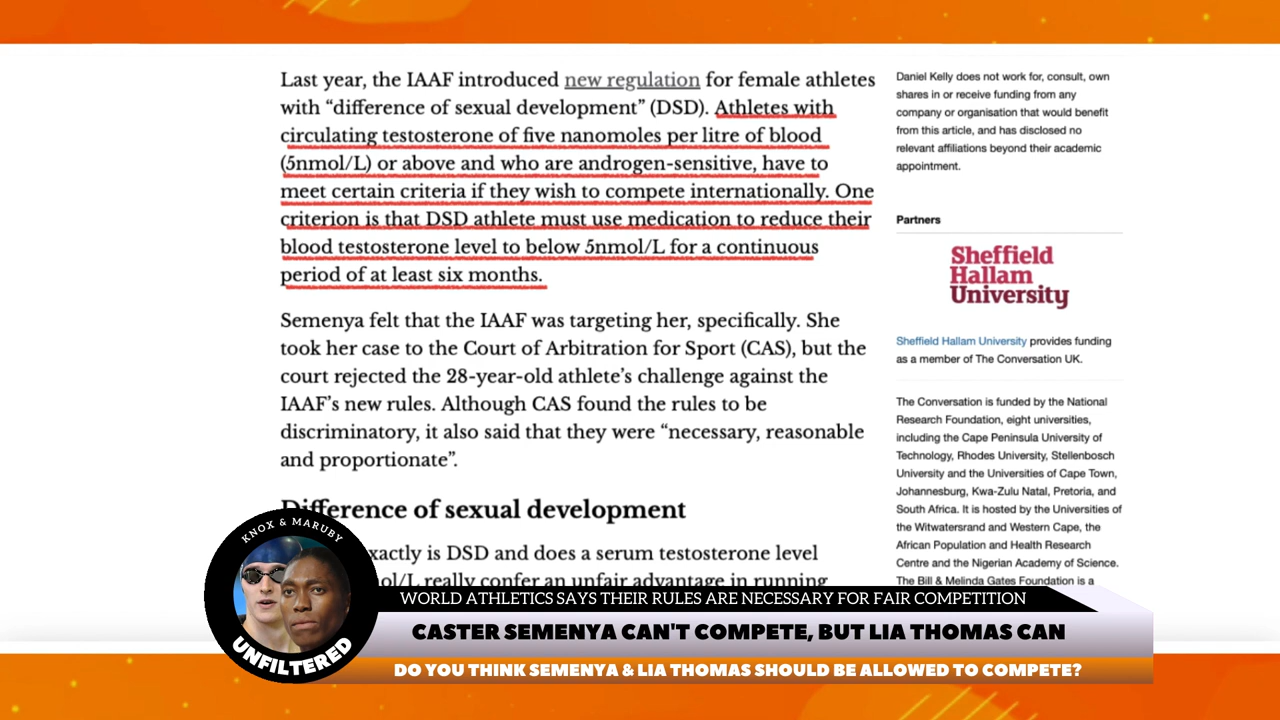 Last year, the IAAF introduced new regulation for female athletes
with “difference of sexual development” (DSD). Athletes with
circulating testosterone of five nanomoles per litre of blood
(5nmol/L) or above and who are androgen-sensitive, have to
meet certain criteria if they wish to compete internationally. One
criterion is that DSD athlete must use medication to reduce their
blood testosterone level to below 5nmol/L for a continuous
period of at least six months.
Semenya felt that the IAAF was targeting her, specifically. She
took her case to the Court of Arbitration for Sport (CAS), but the
court rejected the 28-year-old athlete’s challenge against the
IAAF’s new rules. Although CAS found the rules to be
discriminatory, it also said that they were “necessary, reasonable
and proportionate”.
Difference of sexual development
xactly is DSD and does a serum testosterone level
ol/L really confer an unfair advantage in running
Daniel Kelly does not work for, consult, own
shares in or receive funding from any
company or organisation that would benefit
from this article, and has disclosed no
relevant affiliations beyond their academic
appointment.
Partners
Sheffield
Hallam
University
Sheffield Hallam University provides funding
as a member of The Conversation UK.
The Conversation is funded by the National
Research Foundation, eight universities,
including the Cape Peninsula University of
Technology, Rhodes University, Stellenbosch
University and the Universities of Cape Town,
Johannesburg, Kwa-Zulu Natal, Pretoria, and
South Africa. It is hosted by the Universities of
the Witwatersrand and Western Cape, the
African Population and Health Research
Centre and the Nigerian Academy of Science.
The Bill & Melinda Gates Foundation is a
KNOX & MARUBY
UNFILTERED
WORLD ATHLETICS SAYS THEIR RULES ARE NECESSARY FOR FAIR COMPETITION
CASTER SEMENYA CAN'T COMPETE, BUT LIA THOMAS CAN
DO YOU THINK SEMENYA & LIA THOMAS SHOULD BE ALLOWED TO COMPETE?